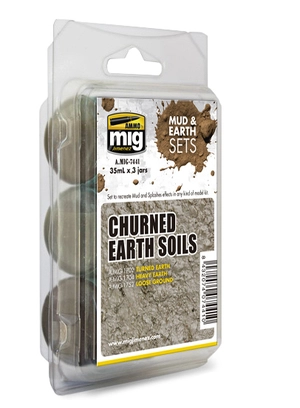 AMMO
mig
jimenez
A.MIG-7441
35mL x 3 jars
MUD &
EARTH
SETS
Set to recreate Mud and Splashes effects in any kind of model kit.
CHURNED
EARTH SOILS
TURNED EARTH
HEAVY EARTH
LOOSE GROUND
www.migjimenez.com